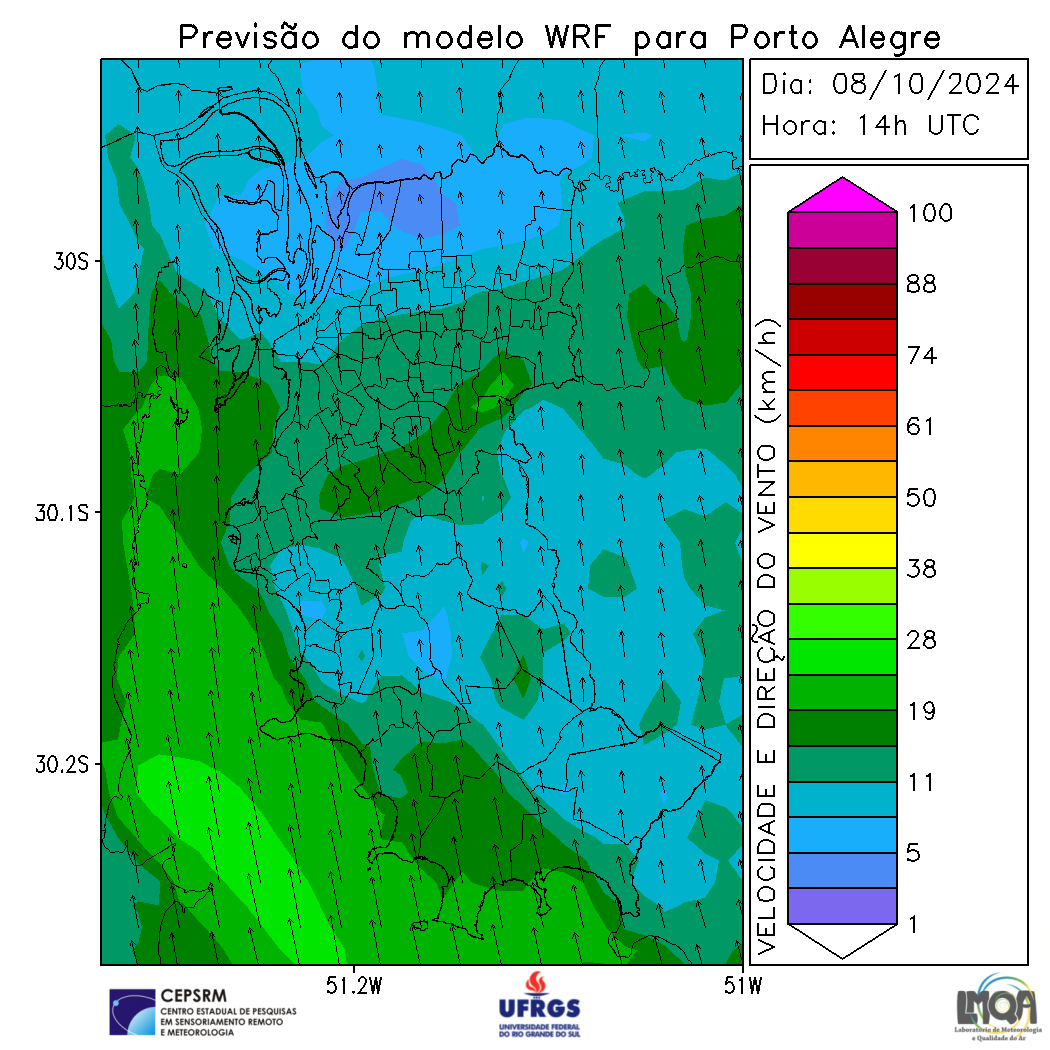 Previsão do modelo WRF para Porto Alegre
Dia: 08/10/2024
Hora: 14h UTC
30S
30.1S
30.2S
51.2W
51W
VELOCIDADE E DIREÇÃO DO VENTO (km/h)
100
88
74
61
50
38
28
19
11
5
1
CEPSRM
CENTRO ESTADUAL DE PESQUISAS
EM SENSORIAMENTO REMOTO
E METEOROLOGIA
UFRGS
UNIVERSIDADE FEDERAL
DO RIO GRANDE DO SUL
LMQA
Laboratório de Meteorologia
e Qualidade do Ar